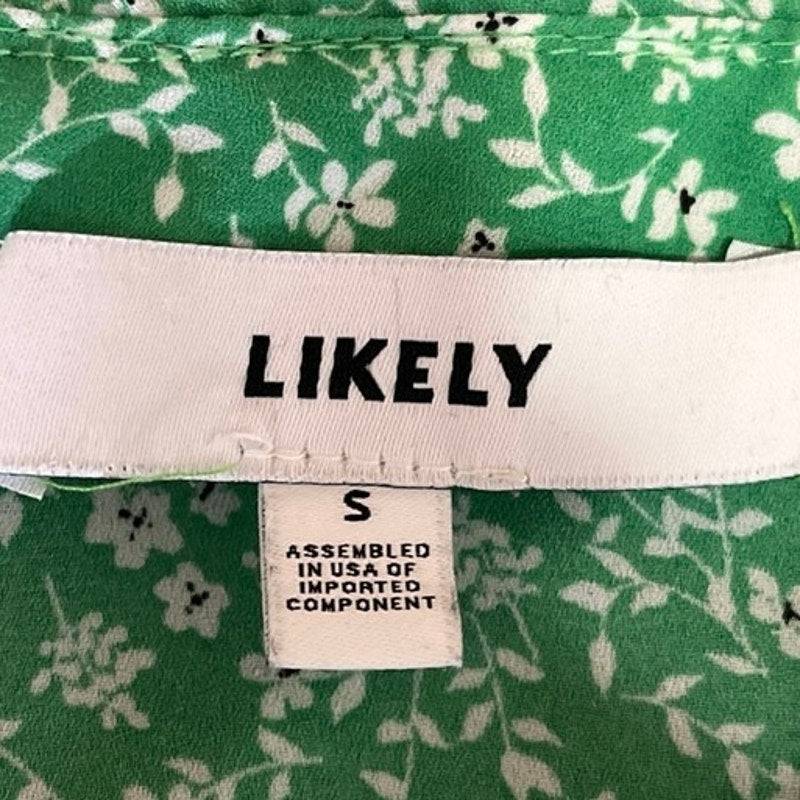 LIKELY
S
ASSEMBLED
IN USA OF
IMPORTED
COMPONENT